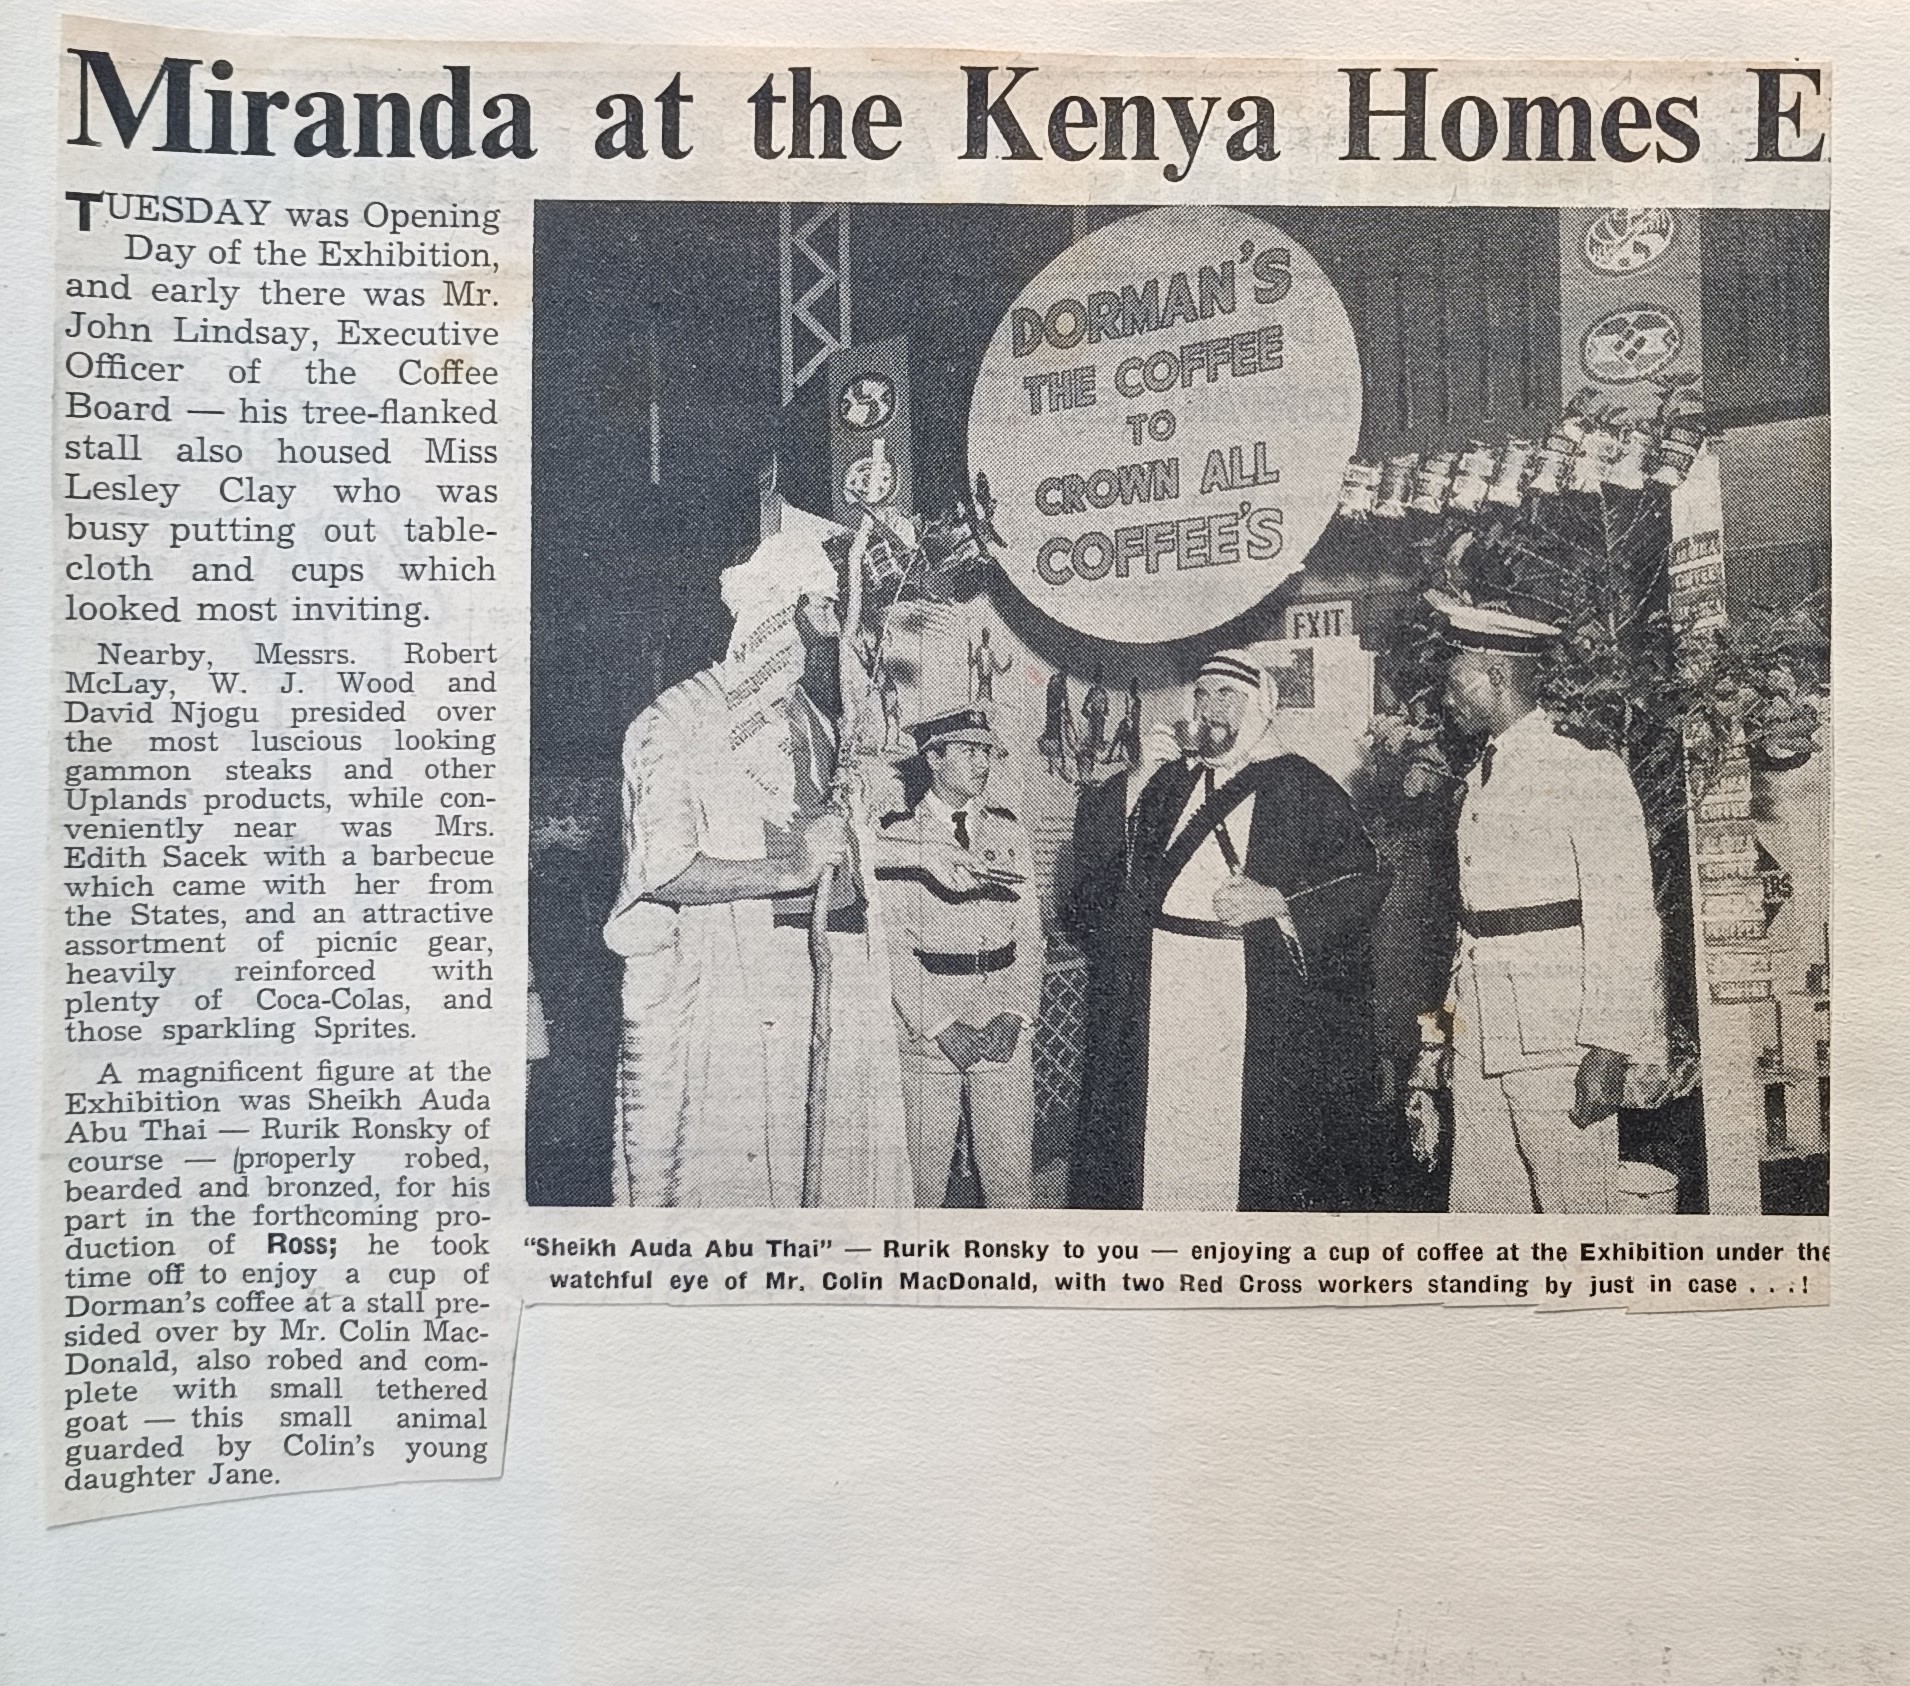 Miranda at the Kenya Homes E
TUESDAY was Opening
Day of the Exhibition,
and early there was Mr.
John Lindsay, Executive
Officer of the Coffee
Board — his tree-flanked
stall also housed Miss
Lesley Clay who was
busy putting out table-
cloth and cups which
looked most inviting.
Nearby, Messrs. Robert
McLay, W. J. Wood and
David Njogu presided over
the most luscious looking
gammon steaks and other
Uplands products, while con-
veniently near was Mrs.
Edith Sacek with a barbecue
which came with her from
the States, and an attractive
assortment of picnic gear,
heavily reinforced with
plenty of Coca-Colas, and
those sparkling Sprites.
A magnificent figure at the
Exhibition was Sheikh Auda
Abu Thai — Rurik Ronsky of
course — (properly robed,
bearded and bronzed, for his
part in the forthcoming pro-
duction of Ross; he took
time off to enjoy a cup of
Dorman's coffee at a stall pre-
sided over by Mr. Colin Mac-
Donald, also robed and com-
plete with small tethered
goat — this small animal
guarded by Colin's young
daughter Jane.
DORMAN'S
THE COFFEE
TO
CROWN ALL
COFFEE'S
EXIT
"Sheikh Auda Abu Thai" — Rurik Ronsky to you — enjoying a cup of coffee at the Exhibition under the
watchful eye of Mr. Colin MacDonald, with two Red Cross workers standing by just in case . . .!